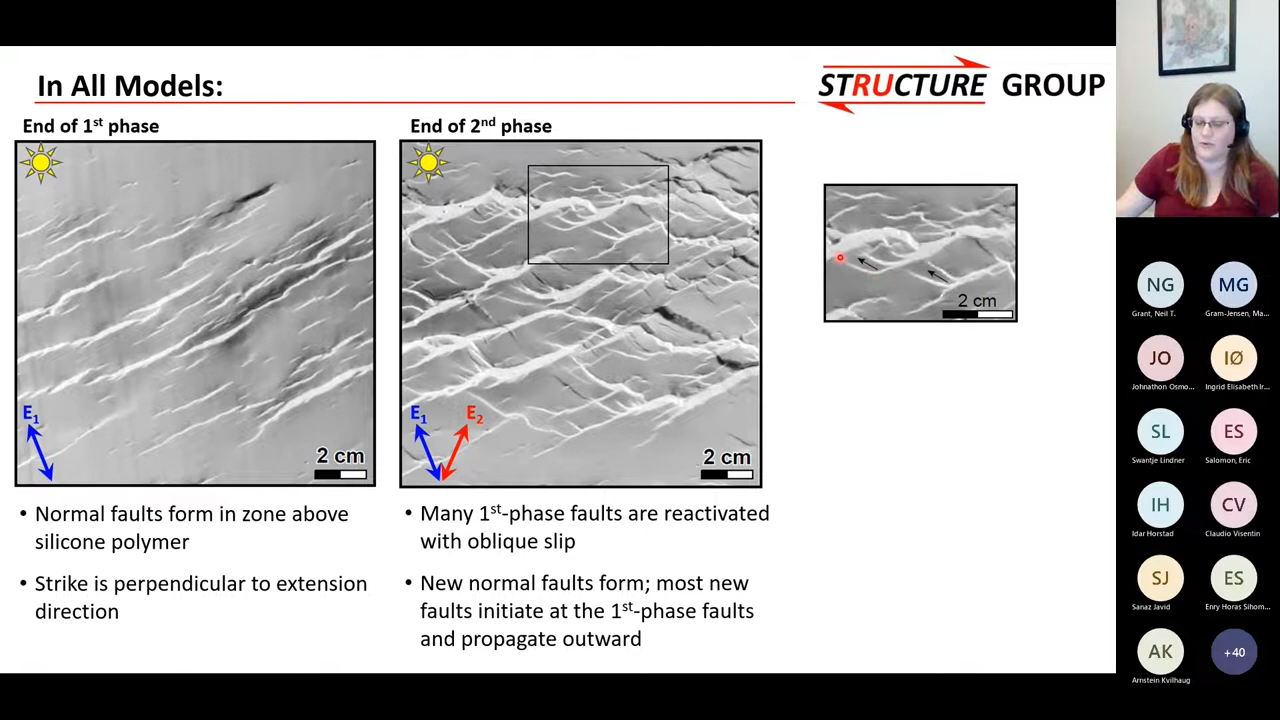 In All Models:
STRUCTURE GROUP
End of 1st phase
E1
2 cm
• Normal faults form in zone above
silicone polymer
• Strike is perpendicular to extension
direction
End of 2nd phase
E1 E2
2 cm
• Many 1st-phase faults are reactivated
with oblique slip
• New normal faults form; most new
faults initiate at the 1st-phase faults
and propagate outward
2 cm
NG
Grant, Neil T.
MG
Gram-Jensen, Ma...
JO
Johnathon Osmo...
IØ
Ingrid Elisabeth Ir...
SL
Swantje Lindner
ES
Salomon, Eric
IH
Idar Horstad
CV
Claudio Visentin
SJ
Sanaz Javid
ES
Enry Horas Sihom...
AK
Arnstein Kvilhaug
+40